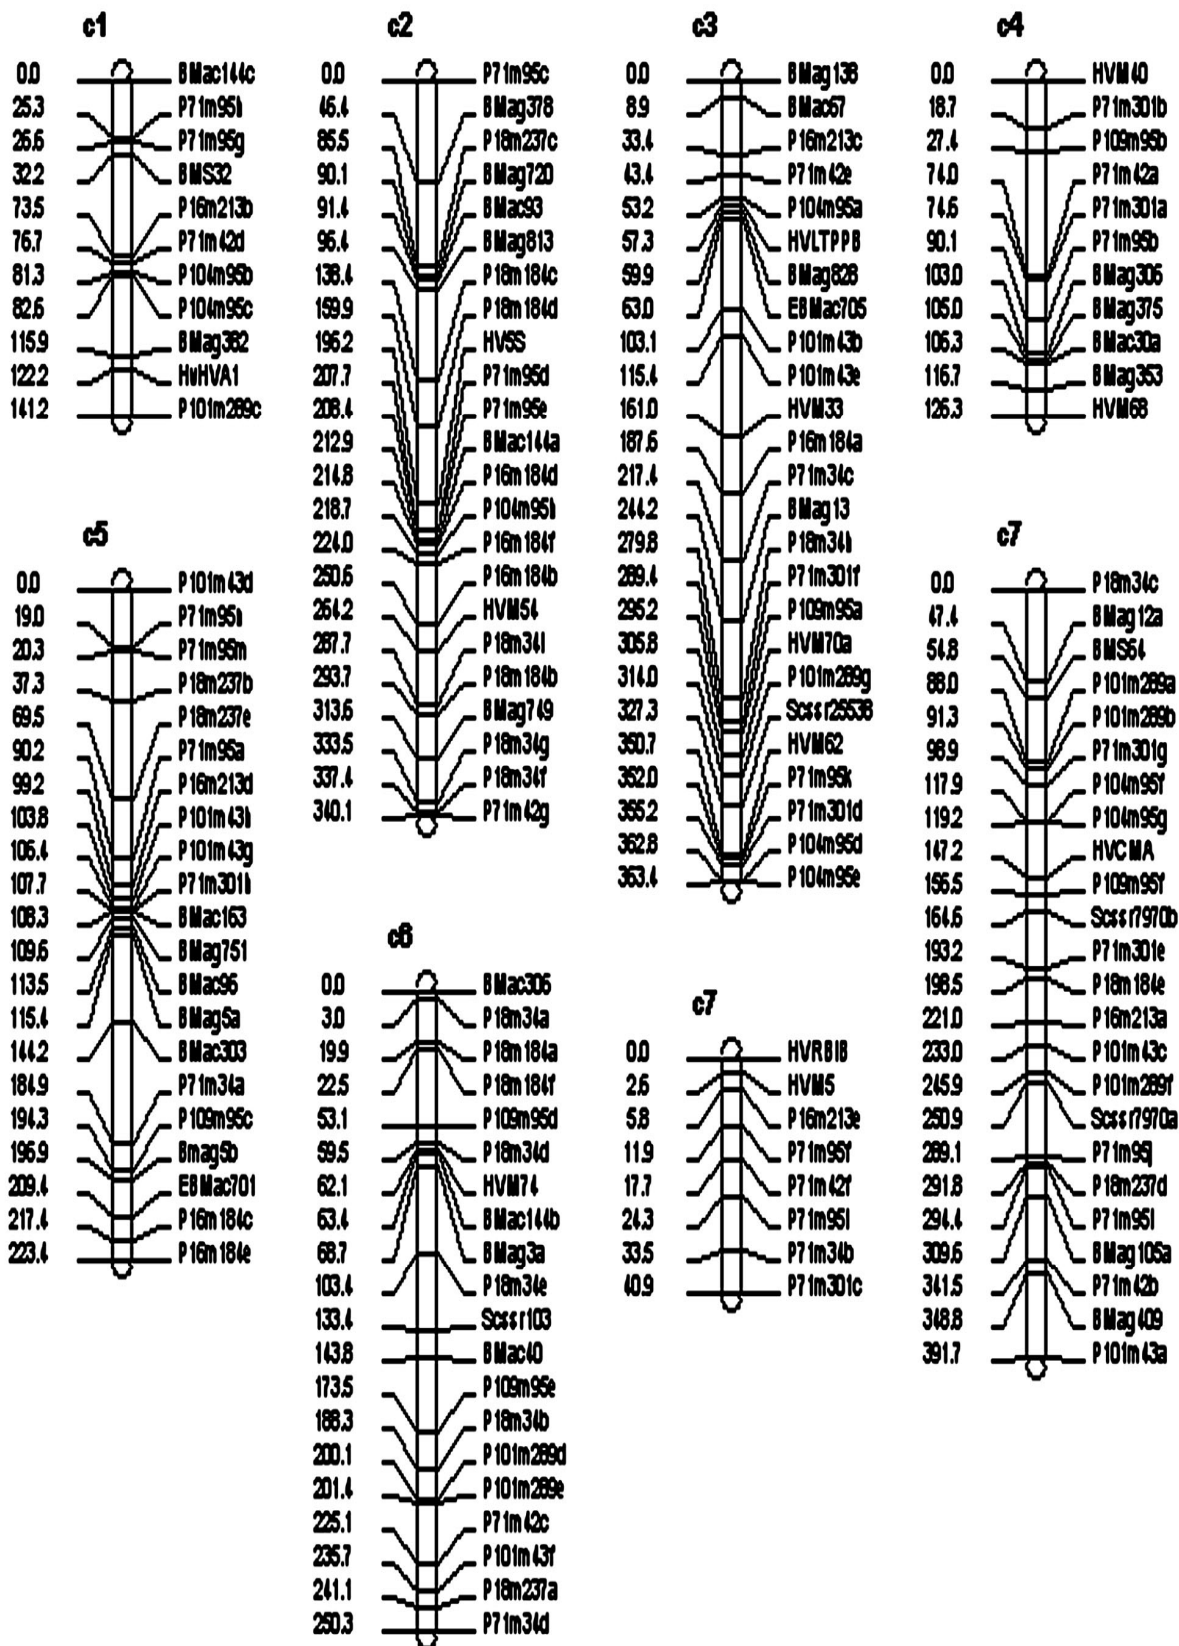 c1
0.0 BMac144c
25.3 P71m95h
26.6 P71m95g
32.2 BMS32
73.5 P16m213b
76.7 P71m42d
81.3 P104m95b
82.6 P104m95c
115.9 BMag382
122.2 HvHVA1
141.2 P101m289c
c2
0.0 P71m95c
46.4 BMag378
85.5 P18m237c
90.1 BMag720
91.4 BMac93
96.4 BMag813
138.4 P18m184c
159.9 P18m184d
196.2 HVSS
207.7 P71m95d
208.4 P71m95e
212.9 BMac144a
214.8 P16m184d
218.7 P104m95h
224.0 P16m184f
250.6 P16m184b
264.2 HVM54
287.7 P18m34i
293.7 P18m184b
313.6 BMag749
333.5 P18m34g
337.4 P18m34f
340.1 P71m42g
c3
0.0 BMag138
8.9 BMac67
33.4 P16m213c
43.4 P71m42e
53.2 P104m95a
57.3 HVLTPPB
59.9 BMag828
63.0 EBMac705
103.1 P101m43b
115.4 P101m43e
161.0 HVM33
187.6 P16m184a
217.4 P71m34c
244.2 BMag13
279.8 P18m34h
289.4 P71m301f
295.2 P109m95a
305.8 HVM70a
314.0 P101m289g
327.3 Scssr25538
350.7 HVM62
352.0 P71m95k
355.2 P71m301d
362.8 P104m95d
363.4 P104m95e
c4
0.0 HVM40
18.7 P71m301b
27.4 P109m95b
74.0 P71m42a
74.6 P71m301a
90.1 P71m95b
103.0 BMag306
105.0 BMag375
106.3 BMac30a
116.7 BMag353
126.3 HVM68
c5
0.0 P101m43d
19.0 P71m95n
20.3 P71m95m
37.3 P18m237b
69.5 P18m237e
90.2 P71m95a
99.2 P16m213d
103.8 P101m43h
106.4 P101m43g
107.7 P71m301h
108.3 BMac163
109.6 BMag751
113.5 BMac96
115.4 BMag5a
144.2 BMac303
184.9 P71m34a
194.3 P109m95c
196.9 Bmag5b
209.4 EBMac701
217.4 P16m184c
223.4 P16m184e
c6
0.0 BMac306
3.0 P18m34a
19.9 P18m184a
22.5 P18m184f
53.1 P109m95d
59.5 P18m34d
62.1 HVM74
63.4 BMac144b
68.7 BMag3a
103.4 P18m34e
133.4 Scssr103
143.8 BMac40
173.5 P109m95e
188.3 P18m34b
200.1 P101m289d
201.4 P101m289e
225.1 P71m42c
235.7 P101m43f
241.1 P18m237a
250.3 P71m34d
c7
0.0 HVRBIB
2.6 HVM5
5.8 P16m213e
11.9 P71m95f
17.7 P71m42f
24.3 P71m95l
33.5 P71m34b
40.9 P71m301c
c7
0.0 P18m34c
47.4 BMag12a
54.8 BMS64
88.0 P101m289a
91.3 P101m289b
98.9 P71m301g
117.9 P104m95f
119.2 P104m95g
147.2 HVCMA
156.5 P109m95f
164.6 Scssr7970b
193.2 P71m301e
198.5 P18m184e
221.0 P16m213a
233.0 P101m43c
245.9 P101m289f
250.9 Scssr7970a
289.1 P71m95j
291.8 P18m237d
294.4 P71m95i
309.6 BMag105a
341.5 P71m42b
348.8 BMag409
391.7 P101m43a